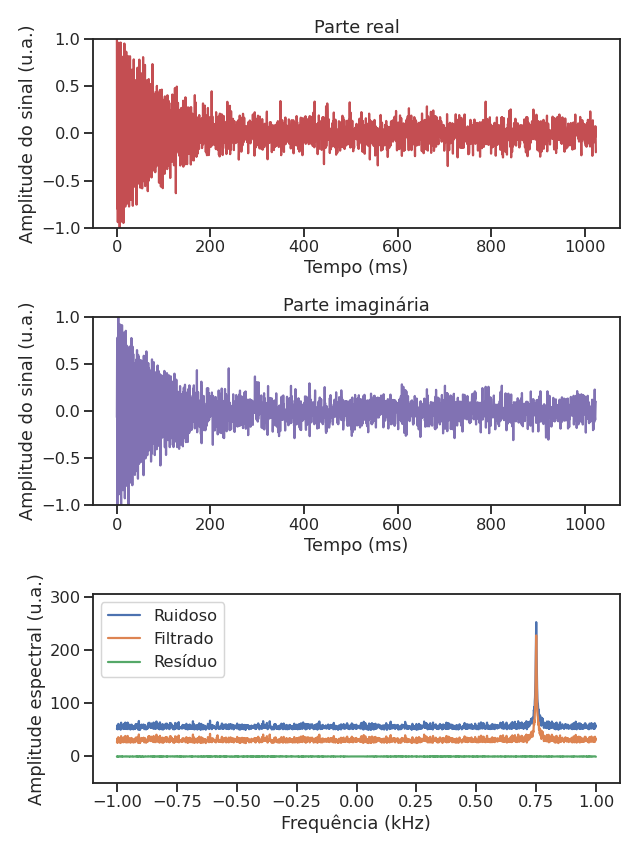 Parte real
Amplitude do sinal (u.a.)
1.0
0.5
0.0
−0.5
−1.0
0 200 400 600 800 1000
Tempo (ms)
Parte imaginária
Amplitude do sinal (u.a.)
1.0
0.5
0.0
−0.5
−1.0
0 200 400 600 800 1000
Tempo (ms)
Amplitude espectral (u.a.)
300
200
100
0
Ruidoso
Filtrado
Resíduo
−1.00 −0.75 −0.50 −0.25 0.00 0.25 0.50 0.75 1.00
Frequência (kHz)